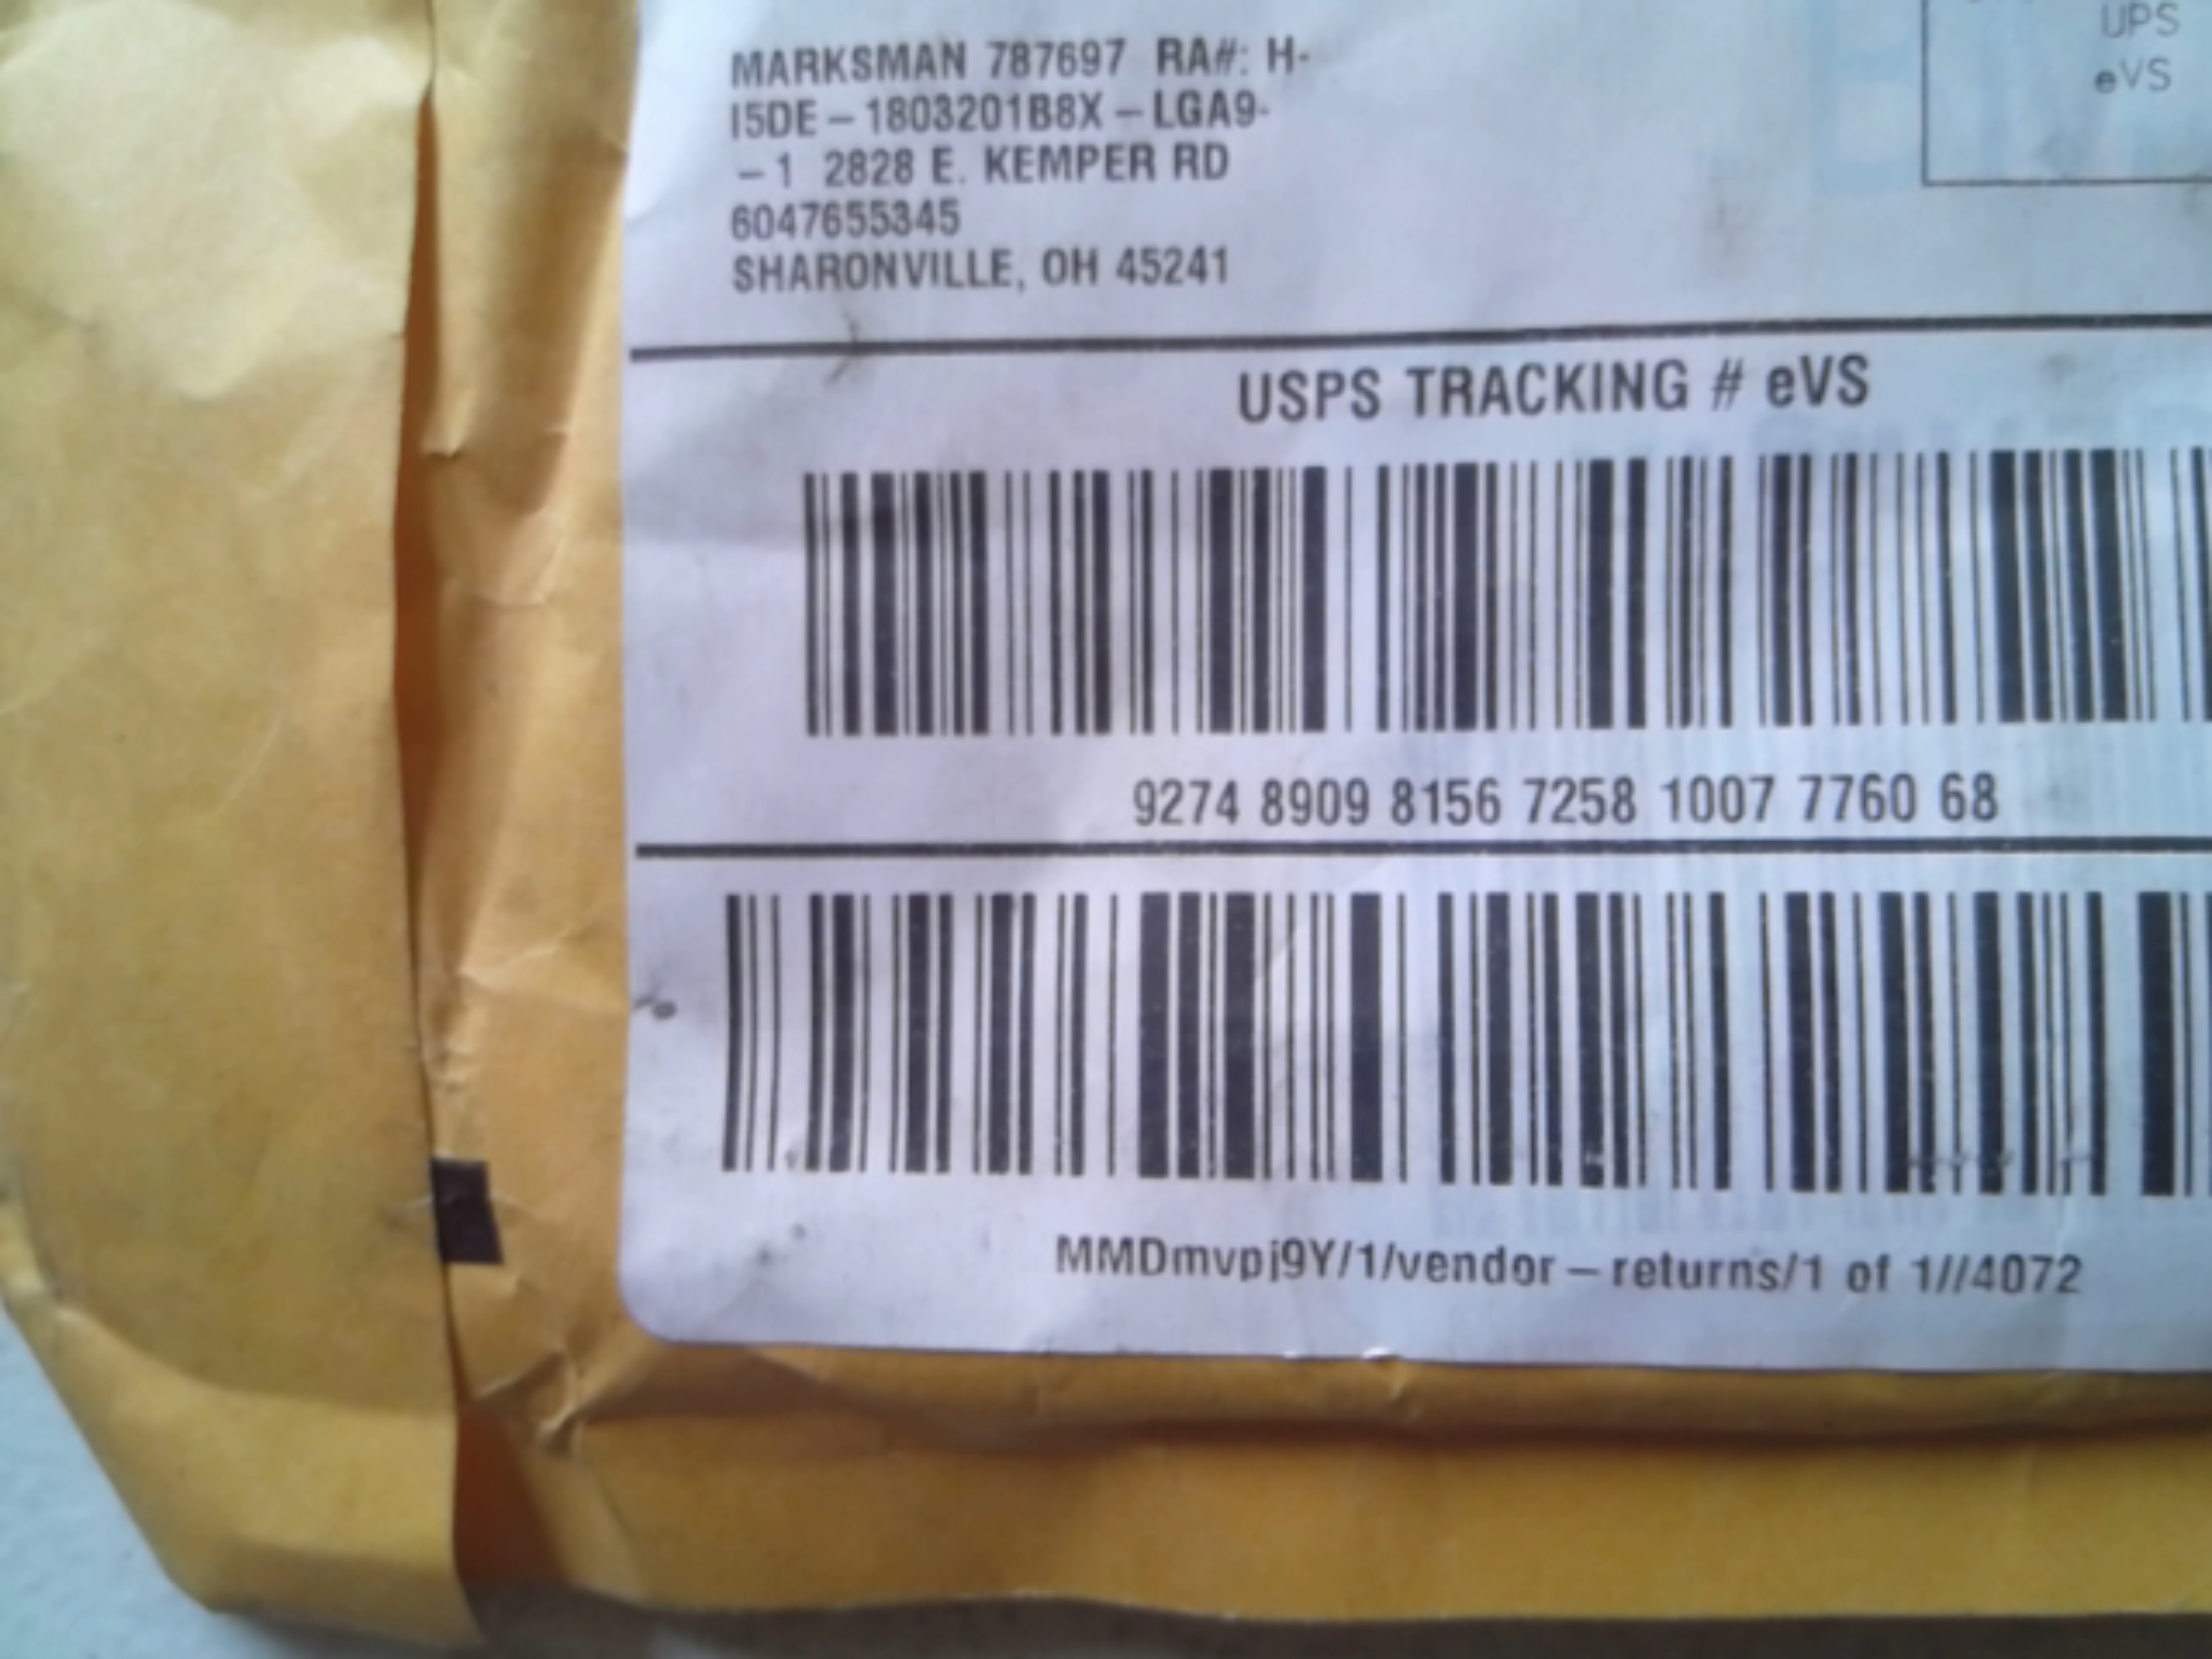 UPS
eVS
MARKSMAN 787697 RA#: H-
I5DE – 1803201B8X – LGA9-
– 1 2828 E. KEMPER RD
6047655345
SHARONVILLE, OH 45241
USPS TRACKING # eVS
9274 8909 8156 7258 1007 7760 68
MMDmvpj9Y/1/vendor – returns/1 of 1//4072